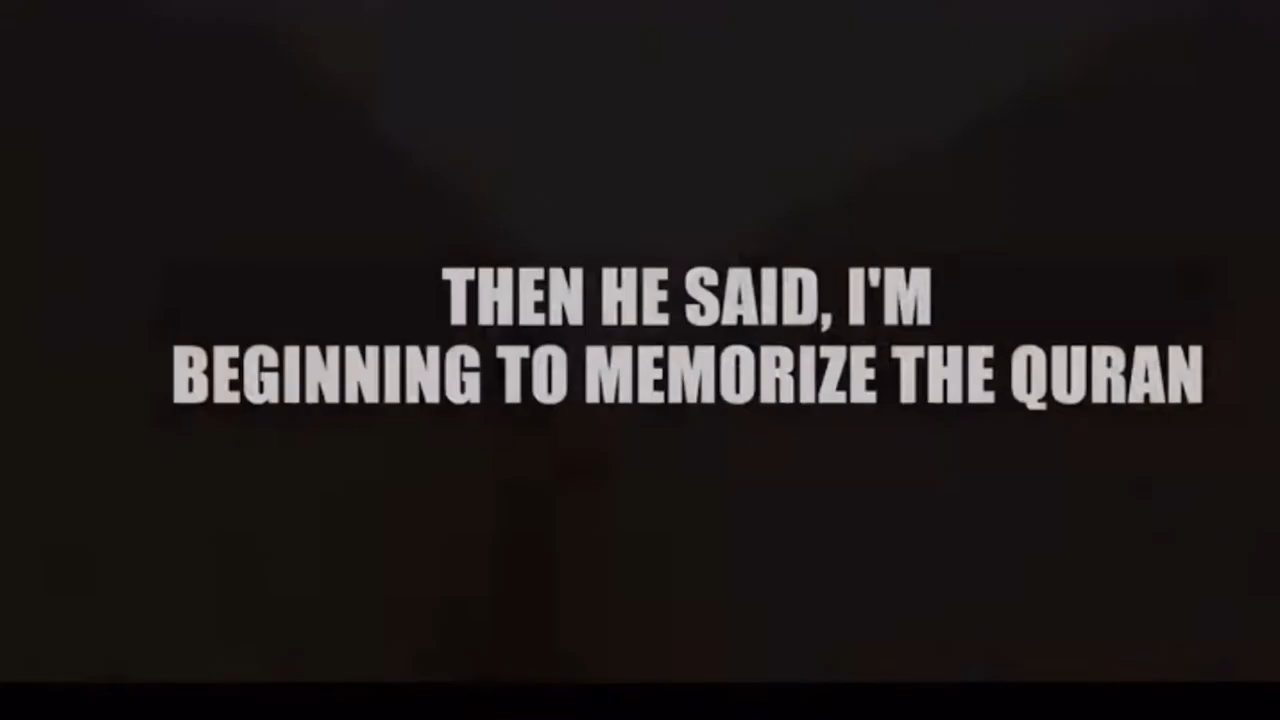 THEN HE SAID, I'M
BEGINNING TO MEMORIZE THE QURAN